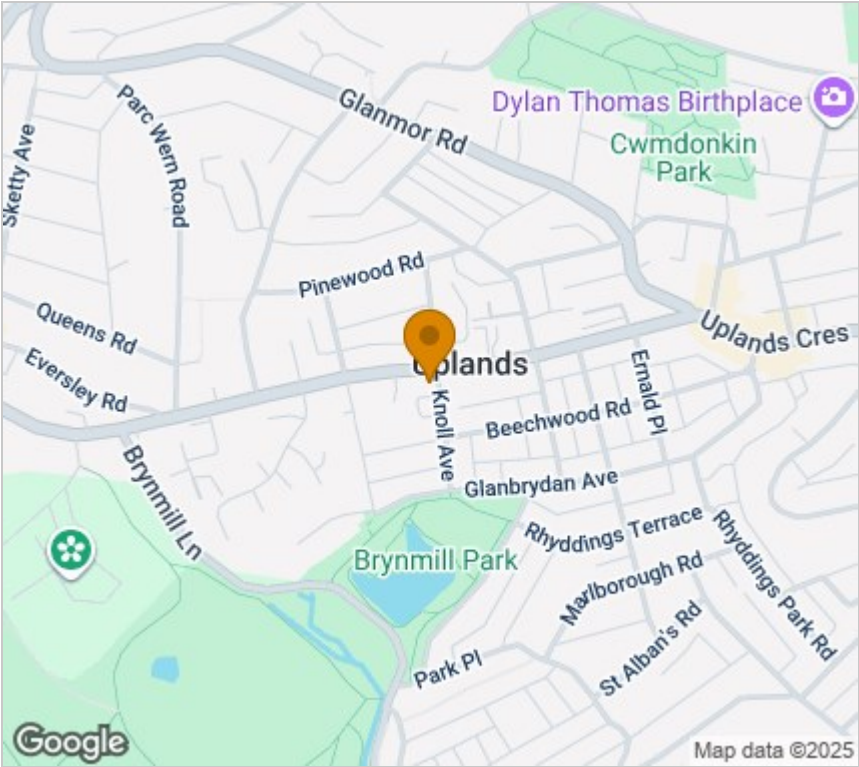 Dylan Thomas Birthplace
Glanmor Rd
Parc Wern Road
Cwmdonkin
Park
Sketty Ave
Pinewood Rd
Queens Rd
Uplands Cres
Uplands
Eversley Rd
Ernald Pl
Knoll Ave
Beechwood Rd
Brynmill Ln
Glanbrydan Ave
Rhyddings Terrace
Brynmill Park
Rhyddings Park Rd
Marlborough Rd
St Alban's Rd
Park Pl
Google
Map data ©2025